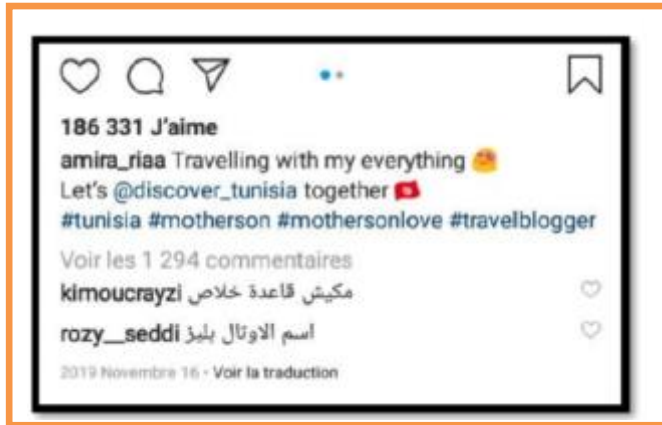 186 331 J'aime
amira_riaa Travelling with my everything 🥰
Let's @discover_tunisia together 🇹🇳
#tunisia #motherson #mothersonlove #travelblogger
Voir les 1 294 commentaires
kimoucrayzi مكيش قاعدة خلاص
rozy__seddi اسم الاوتال بليز
2019 Novembre 16 · Voir la traduction